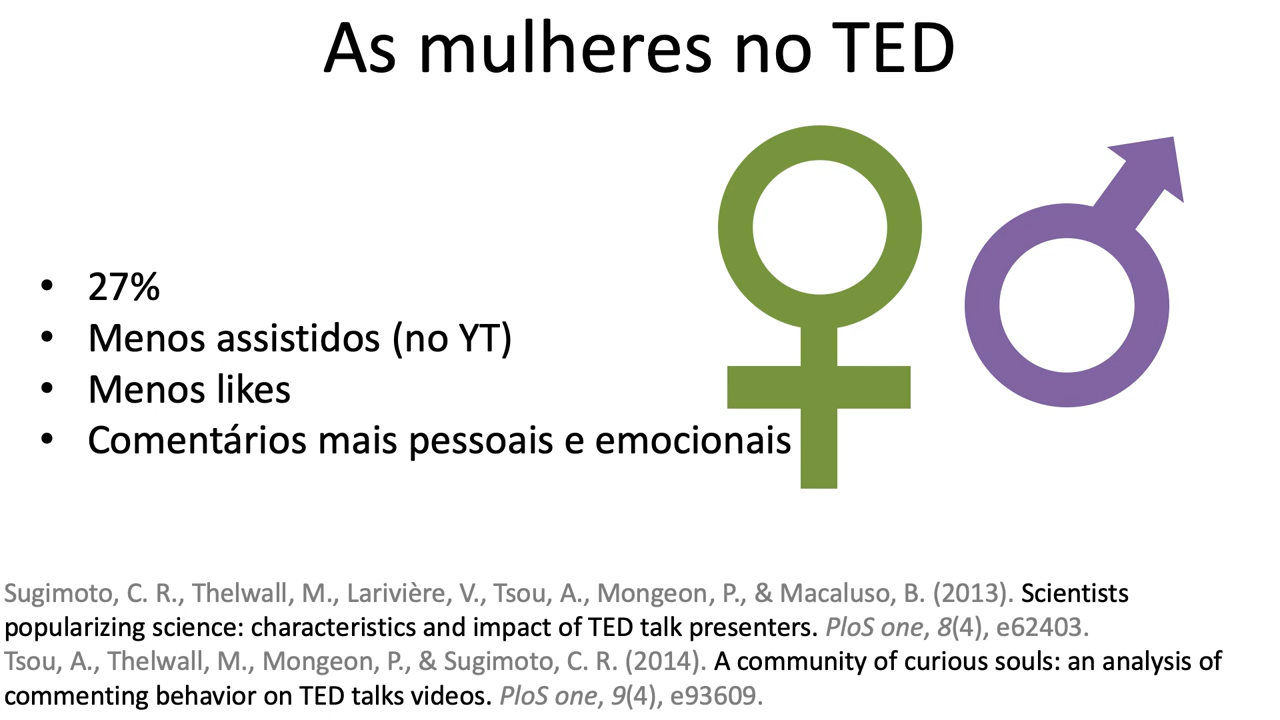 As mulheres no TED
• 27%
• Menos assistidos (no YT)
• Menos likes
• Comentários mais pessoais e emocionais
Sugimoto, C. R., Thelwall, M., Larivière, V., Tsou, A., Mongeon, P., & Macaluso, B. (2013). Scientists
popularizing science: characteristics and impact of TED talk presenters. PloS one, 8(4), e62403.
Tsou, A., Thelwall, M., Mongeon, P., & Sugimoto, C. R. (2014). A community of curious souls: an analysis of
commenting behavior on TED talks videos. PloS one, 9(4), e93609.